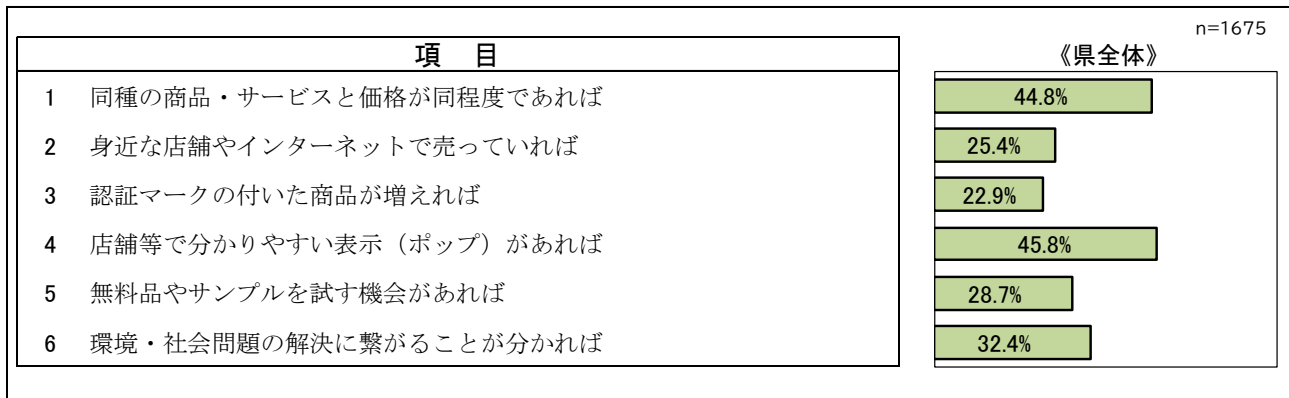 n=1675
項 目
《県全体》
1 同種の商品・サービスと価格が同程度であれば 44.8%
2 身近な店舗やインターネットで売っていれば 25.4%
3 認証マークの付いた商品が増えれば 22.9%
4 店舗等で分かりやすい表示（ポップ）があれば 45.8%
5 無料品やサンプルを試す機会があれば 28.7%
6 環境・社会問題の解決に繋がることが分かれば 32.4%